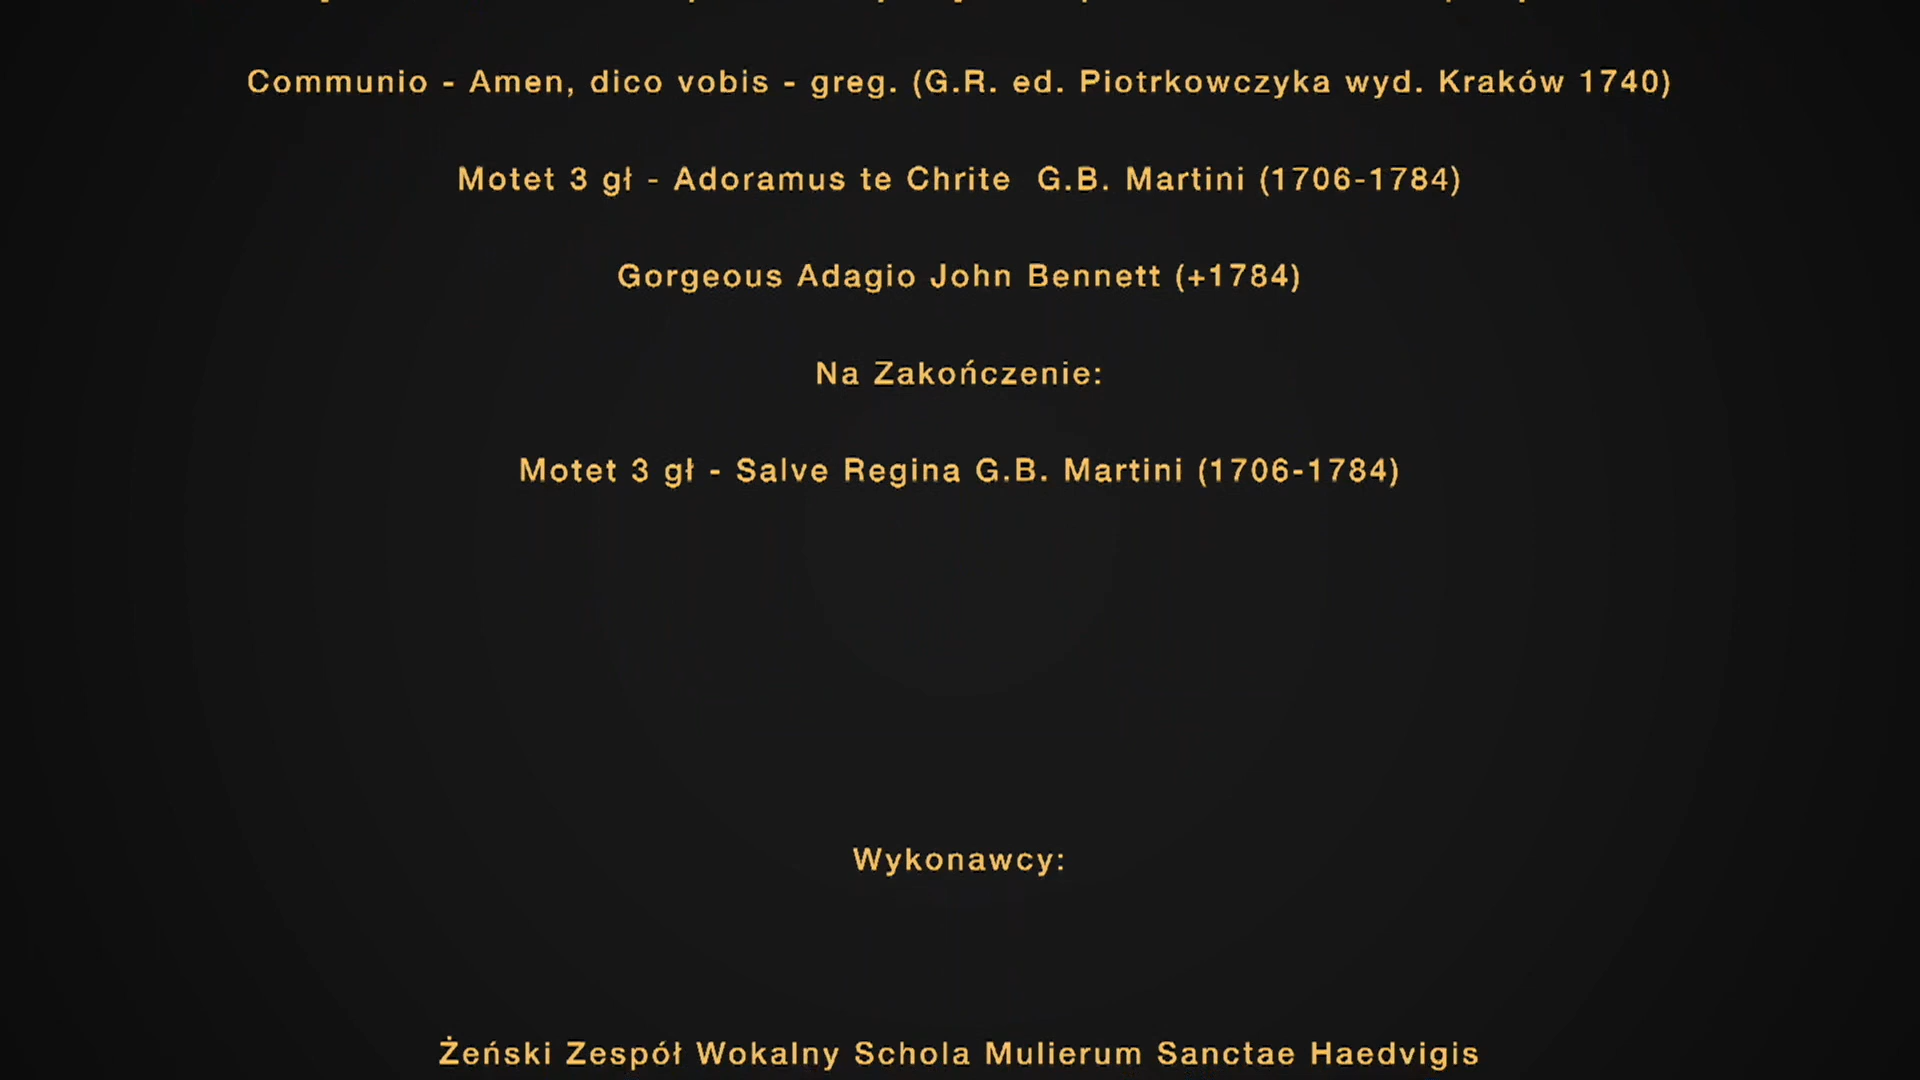 Communio - Amen, dico vobis - greg. (G.R. ed. Piotrkowczyka wyd. Kraków 1740)
Motet 3 gł - Adoramus te Chrite G.B. Martini (1706-1784)
Gorgeous Adagio John Bennett (+1784)
Na Zakończenie:
Motet 3 gł - Salve Regina G.B. Martini (1706-1784)
Wykonawcy:
Żeński Zespół Wokalny Schola Mulierum Sanctae Haedvigis